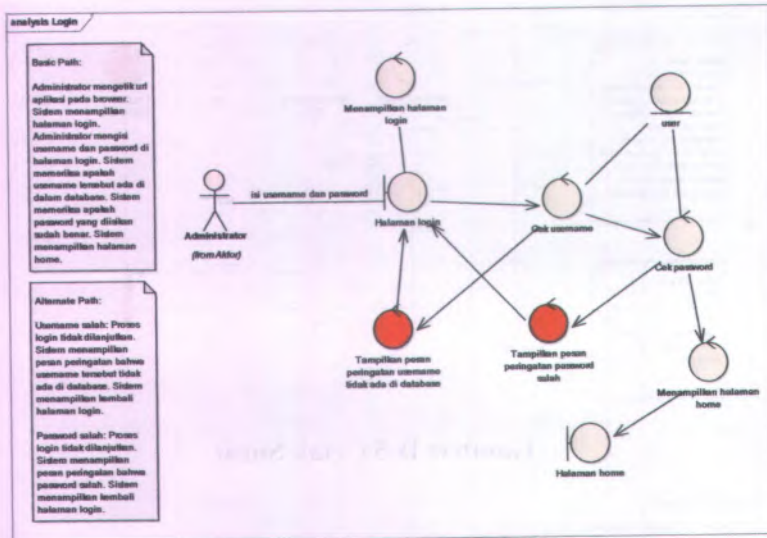 analysis Login
Basic Path:
Administrator mengetik url
aplikasi pada browser.
Sistem menampilkan
halaman login.
Administrator mengisi
username dan password di
halaman login. Sistem
memeriksa apakah
username tersebut ada di
dalam database. Sistem
memeriksa apakah
password yang diisikan
sudah benar. Sistem
menampilkan halaman
home.
Alternate Path:
Username salah: Proses
login tidak dilanjutkan.
Sistem menampilkan
pesan peringatan bahwa
username tersebut tidak
ada di database. Sistem
menampilkan kembali
halaman login.
Password salah: Proses
login tidak dilanjutkan.
Sistem menampilkan
pesan peringatan bahwa
password salah. Sistem
menampilkan kembali
halaman login.
Menampilkan halaman
login
user
isi username dan password
Administrator
(from Aktor)
Halaman login
Cek username
Cek password
Tampilkan pesan
peringatan username
tidak ada di database
Tampilkan pesan
peringatan password
salah
Menampilkan halaman
home
Halaman home